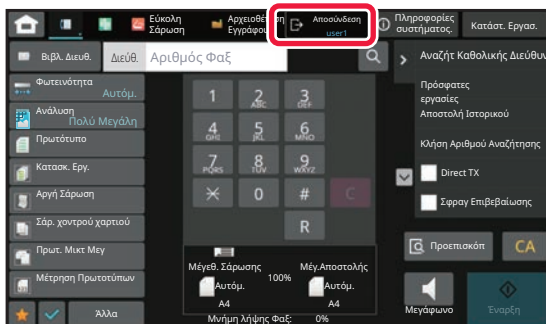 Εύκολη
Σάρωση
Αρχειοθέτηση
Εγγράφου
Αποσύνδεση
user1
Πληροφορίες
συστήματος.
Κατάστ. Εργασ.
Βιβλ. Διευθ.
Διεύθ.
Αριθμός Φαξ
Αναζήτ Καθολικής Διεύθυν
Φωτεινότητα
Αυτόμ.
Ανάλυση
Πολύ Μεγάλη
Πρωτότυπο
Κατασκ. Εργ.
Αργή Σάρωση
Σάρ. χοντρού χαρτιού
Πρωτ. Μικτ Μεγ
Μέτρηση Πρωτοτύπων
Άλλα
1
2
ABC
3
DEF
4
GHI
5
JKL
6
MNO
7
PQRS
8
TUV
9
WXYZ
0
#
C
R
Μέγεθ. Σάρωσης
100%
Μέγ.Αποστολής
Αυτόμ.
Αυτόμ.
A4
A4
Μνήμη λήψης Φαξ:
0%
Πρόσφατες
εργασίες
Αποστολή Ιστορικού
Κλήση Αριθμού Αναζήτησης
Direct TX
Σφραγ Επιβεβαίωσης
Προεπισκόπ
CA
Μεγάφωνο
Έναρξη